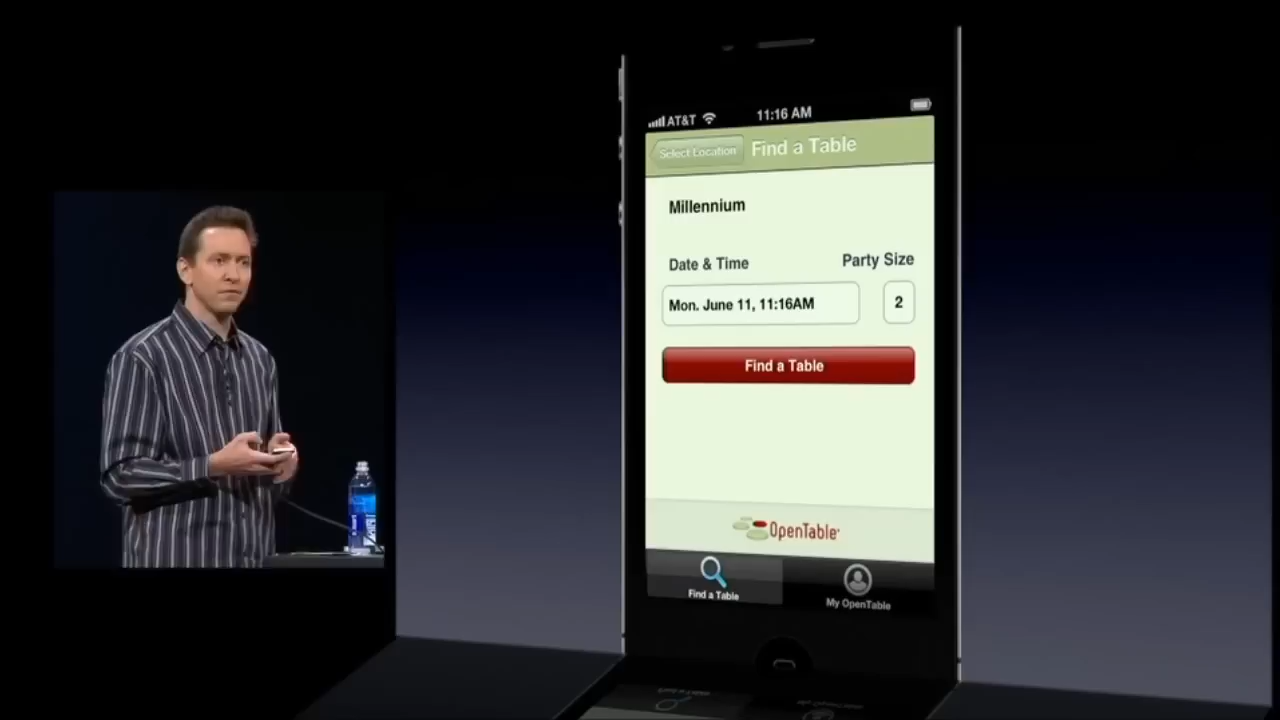 AT&T
11:16 AM
Select Location
Find a Table
Millennium
Date & Time
Party Size
Mon. June 11, 11:16AM
2
Find a Table
OpenTable
Find a Table
My OpenTable